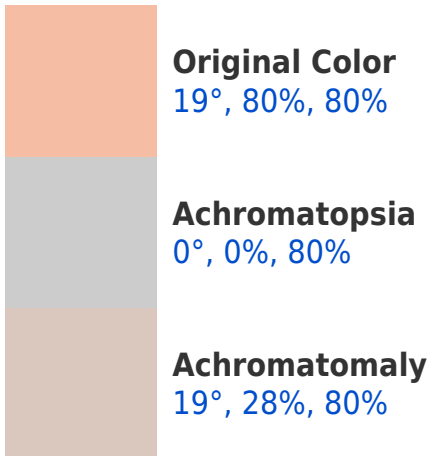 Original Color
19°, 80%, 80%
Achromatopsia
0°, 0%, 80%
Achromatomaly
19°, 28%, 80%